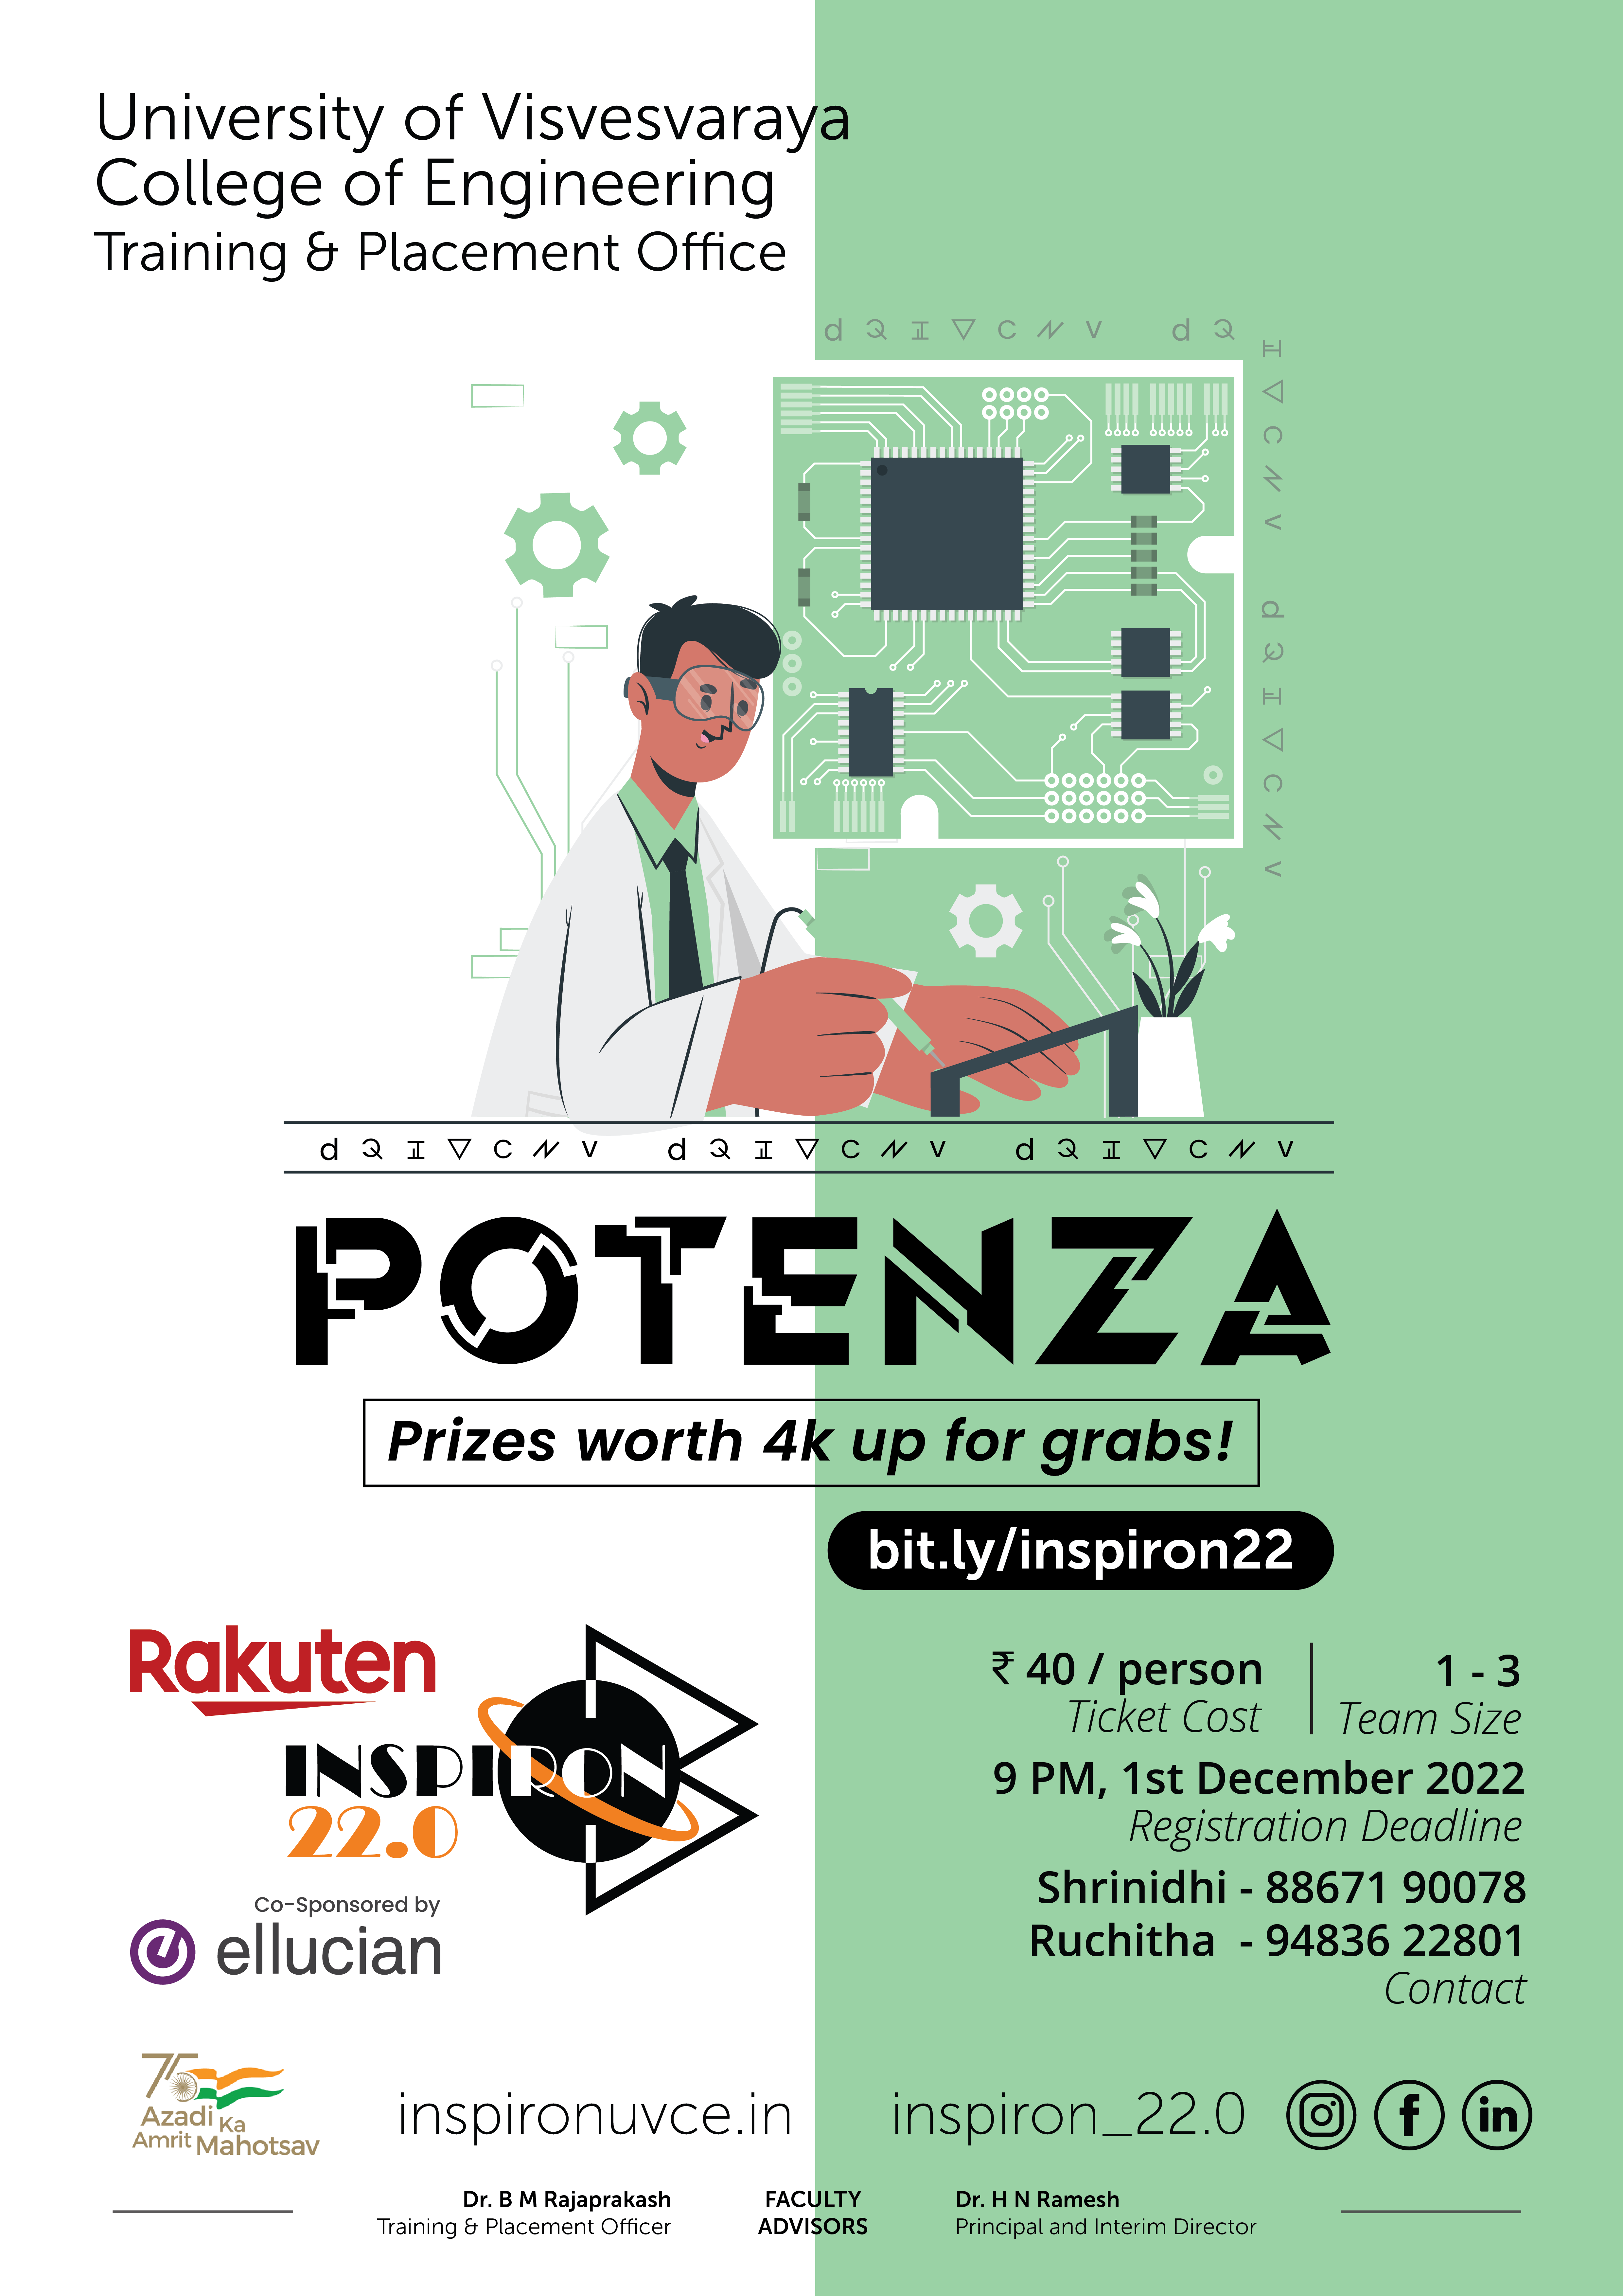 University of Visvesvaraya
College of Engineering
Training & Placement Office
POTENZA
Prizes worth 4k up for grabs!
bit.ly/inspiron22
Rakuten
INSPIRON
22.0
Co-Sponsored by
ellucian
₹ 40 / person
Ticket Cost
1 - 3
Team Size
9 PM, 1st December 2022
Registration Deadline
Shrinidhi - 88671 90078
Ruchitha - 94836 22801
Contact
75
Azadi Ka
Amrit Mahotsav
inspironuvce.in
inspiron_22.0
Dr. B M Rajaprakash
Training & Placement Officer
FACULTY
ADVISORS
Dr. H N Ramesh
Principal and Interim Director